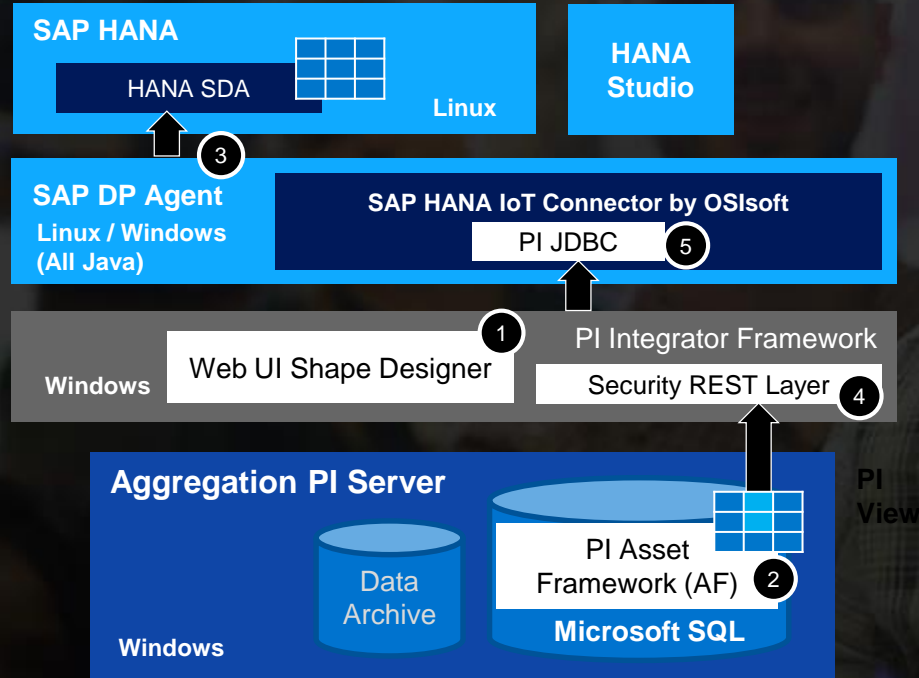 SAP HANA
HANA SDA
Linux
HANA
Studio
3
SAP DP Agent
Linux / Windows
(All Java)
SAP HANA IoT Connector by OSIsoft
PI JDBC
5
1
Web UI Shape Designer
Windows
PI Integrator Framework
Security REST Layer
4
Aggregation PI Server
PI
View
Data
Archive
PI Asset
Framework (AF)
2
Microsoft SQL
Windows